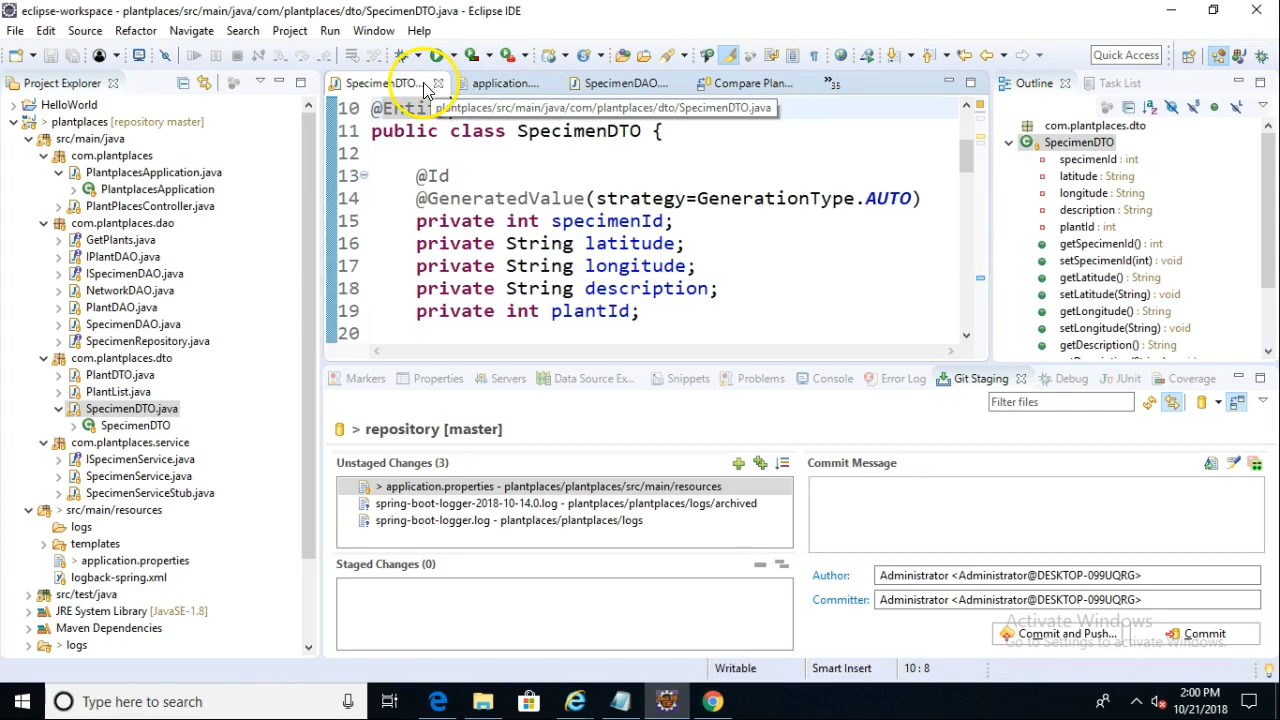 eclipse-workspace - plantplaces/src/main/java/com/plantplaces/dto/SpecimenDTO.java - Eclipse IDE
File Edit Source Refactor Navigate Search Project Run Window Help
Quick Access
Project Explorer
SpecimenDTO... application.... SpecimenDAO.... Compare Plan... »35
Outline Task List
HelloWorld
> plantplaces [repository master]
src/main/java
com.plantplaces
PlantplacesApplication.java
PlantplacesApplication
PlantPlacesController.java
com.plantplaces.dao
GetPlants.java
IPlantDAO.java
ISpecimenDAO.java
NetworkDAO.java
PlantDAO.java
SpecimenDAO.java
SpecimenRepository.java
com.plantplaces.dto
PlantDTO.java
PlantList.java
SpecimenDTO.java
SpecimenDTO
com.plantplaces.service
ISpecimenService.java
SpecimenService.java
SpecimenServiceStub.java
> src/main/resources
logs
templates
> application.properties
logback-spring.xml
src/test/java
JRE System Library [JavaSE-1.8]
Maven Dependencies
> logs
plantplaces/src/main/java/com/plantplaces/dto/SpecimenDTO.java
10 @Enti
11 public class SpecimenDTO {
12
13 @Id
14 @GeneratedValue(strategy=GenerationType.AUTO)
15 private int specimenId;
16 private String latitude;
17 private String longitude;
18 private String description;
19 private int plantId;
20
com.plantplaces.dto
SpecimenDTO
specimenId : int
latitude : String
longitude : String
description : String
plantId : int
getSpecimenId() : int
setSpecimenId(int) : void
getLatitude() : String
setLatitude(String) : void
getLongitude() : String
setLongitude(String) : void
getDescription() : String
Markers Properties Servers Data Source Ex... Snippets Problems Console Error Log Git Staging Debug JUnit Coverage
Filter files
> repository [master]
Unstaged Changes (3)
> application.properties - plantplaces/plantplaces/src/main/resources
spring-boot-logger-2018-10-14.0.log - plantplaces/plantplaces/logs/archived
spring-boot-logger.log - plantplaces/plantplaces/logs
Staged Changes (0)
Commit Message
Author: Administrator <Administrator@DESKTOP-099UQRG>
Committer: Administrator <Administrator@DESKTOP-099UQRG>
Activate Windows
Go to Settings to activate Windows.
Commit and Push... Commit
Writable Smart Insert 10 : 8
Type here to search
2:00 PM
10/21/2018